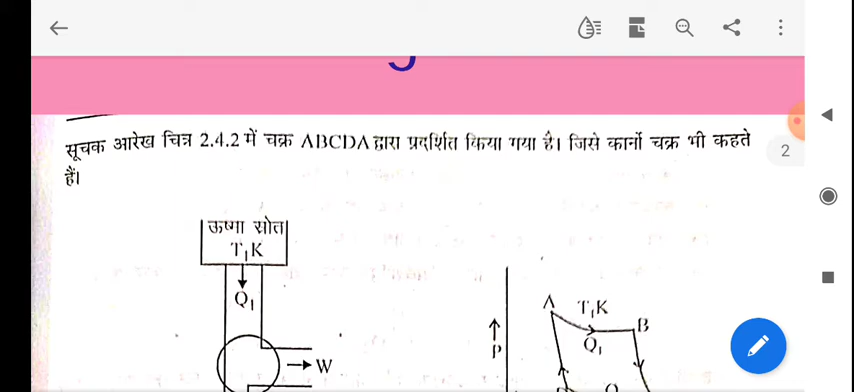 सूचक आरेख चित्र 2.4.2 में चक्र ABCDA द्वारा प्रदर्शित किया गया है। जिसे कार्नो चक्र भी कहते
हैं।
2
ऊष्मा स्रोत
T₁K
Q₁
W
↑
P
A
T₁K
B
Q₁